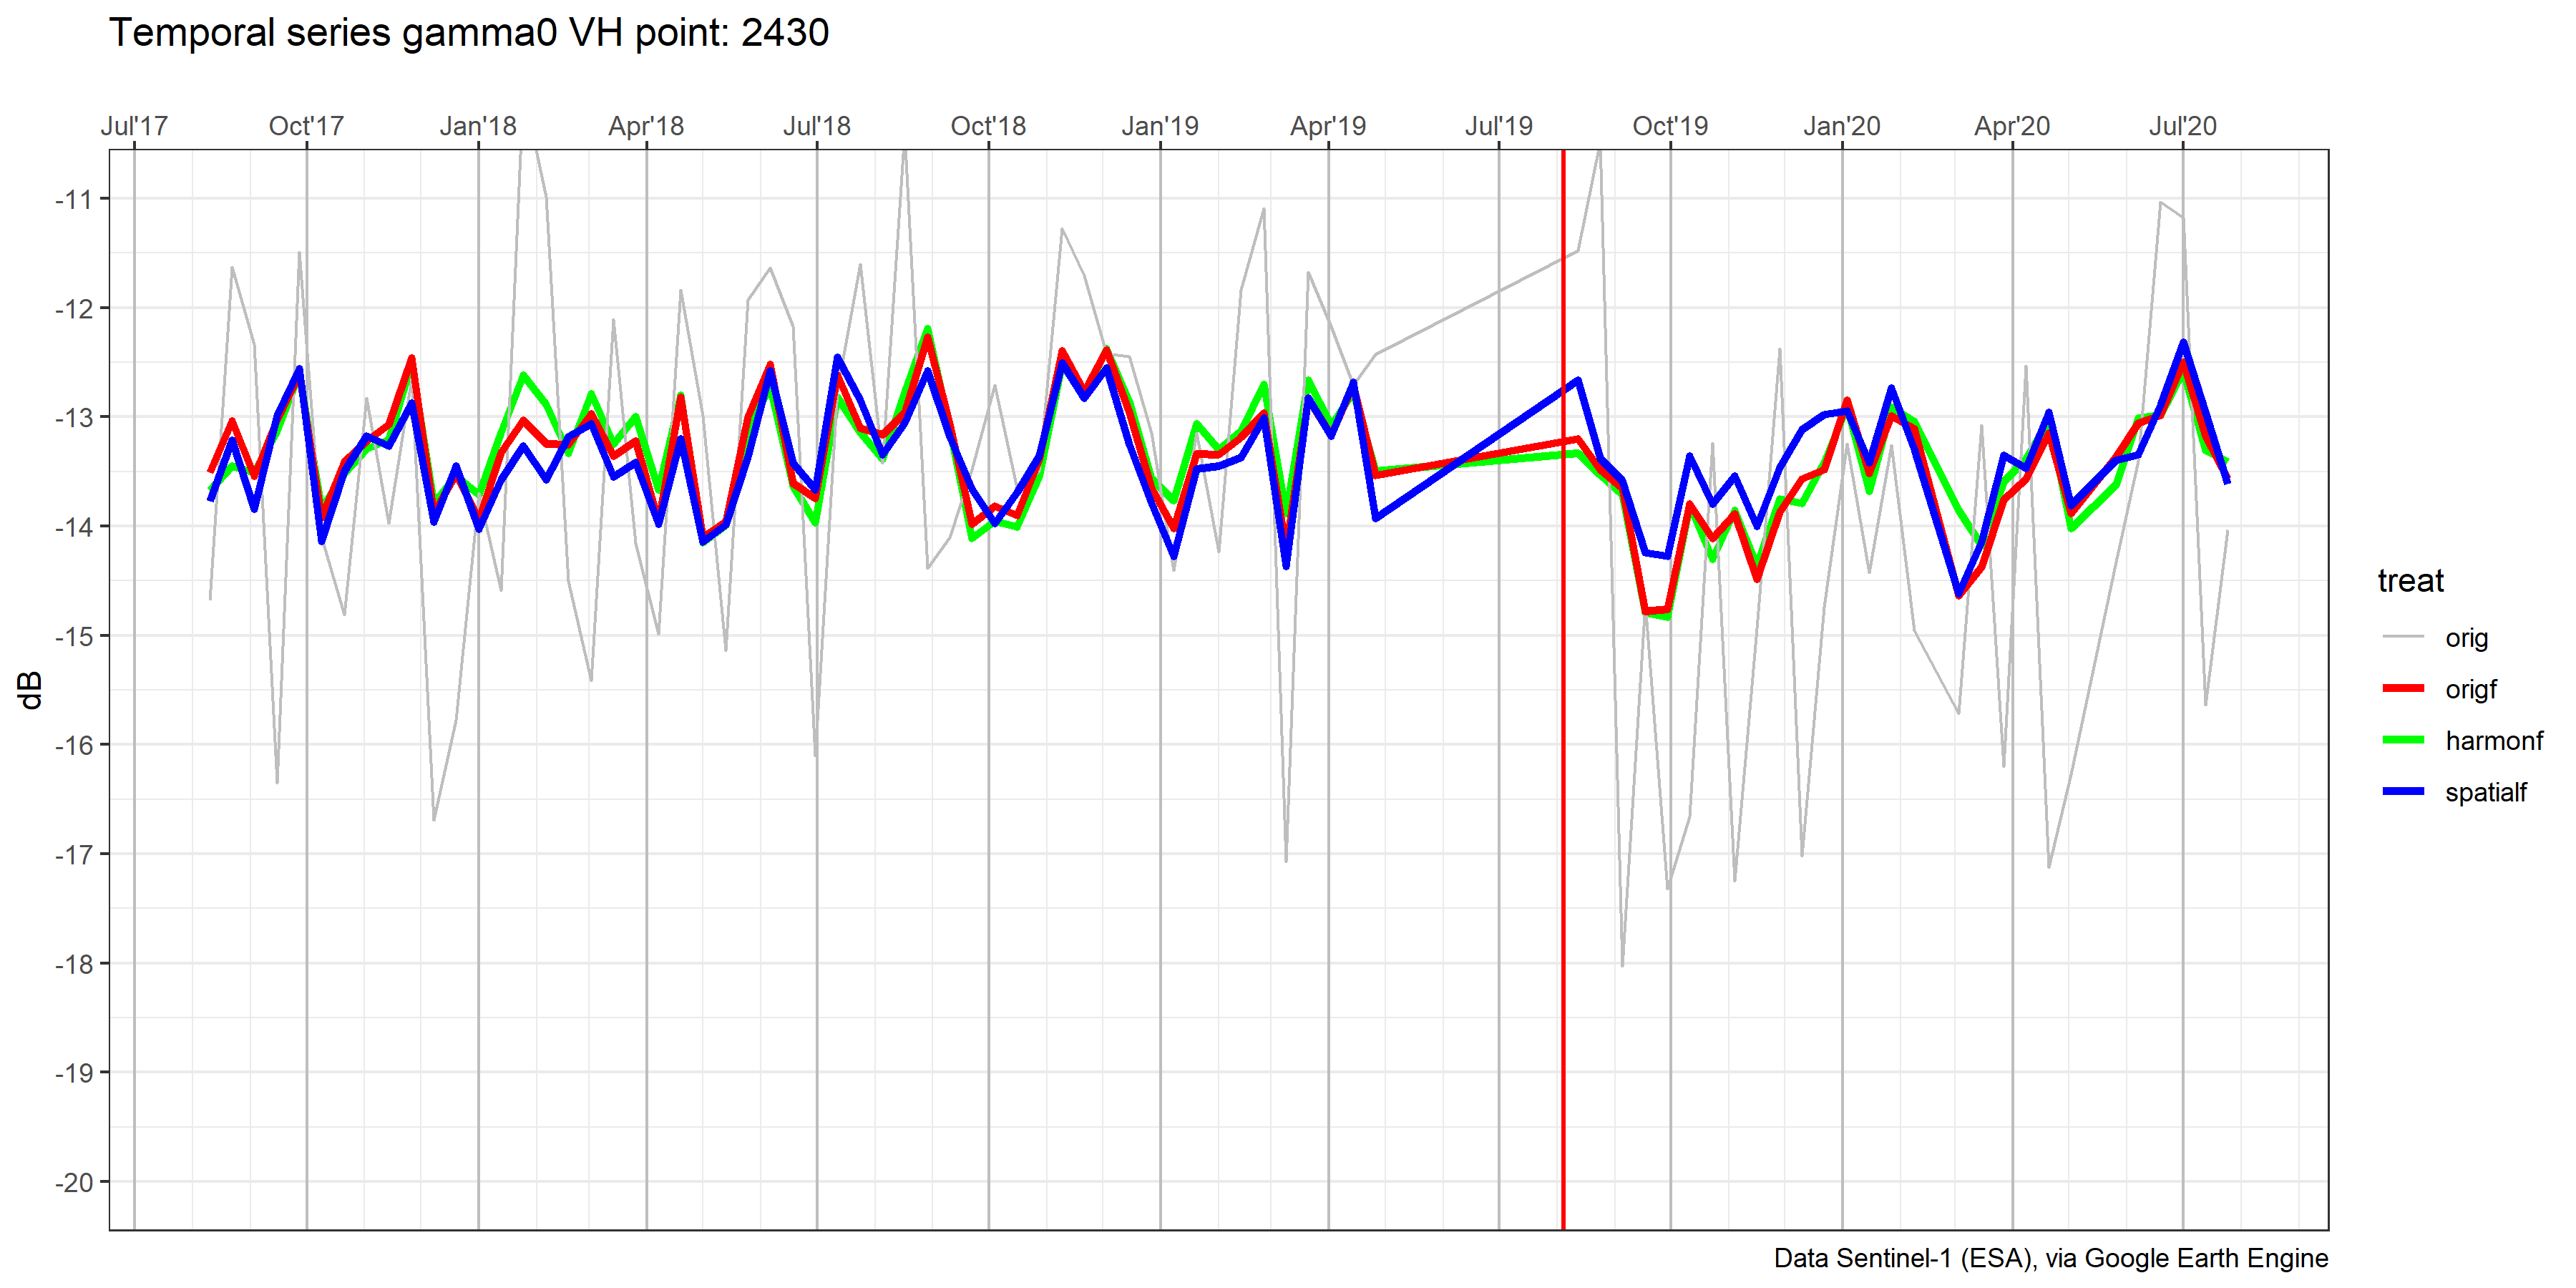 Temporal series gamma0 VH point: 2430
Jul'17 Oct'17 Jan'18 Apr'18 Jul'18 Oct'18 Jan'19 Apr'19 Jul'19 Oct'19 Jan'20 Apr'20 Jul'20
-11
-12
-13
-14
-15
-16
-17
-18
-19
-20
dB
treat
orig
origf
harmonf
spatialf
Data Sentinel-1 (ESA), via Google Earth Engine